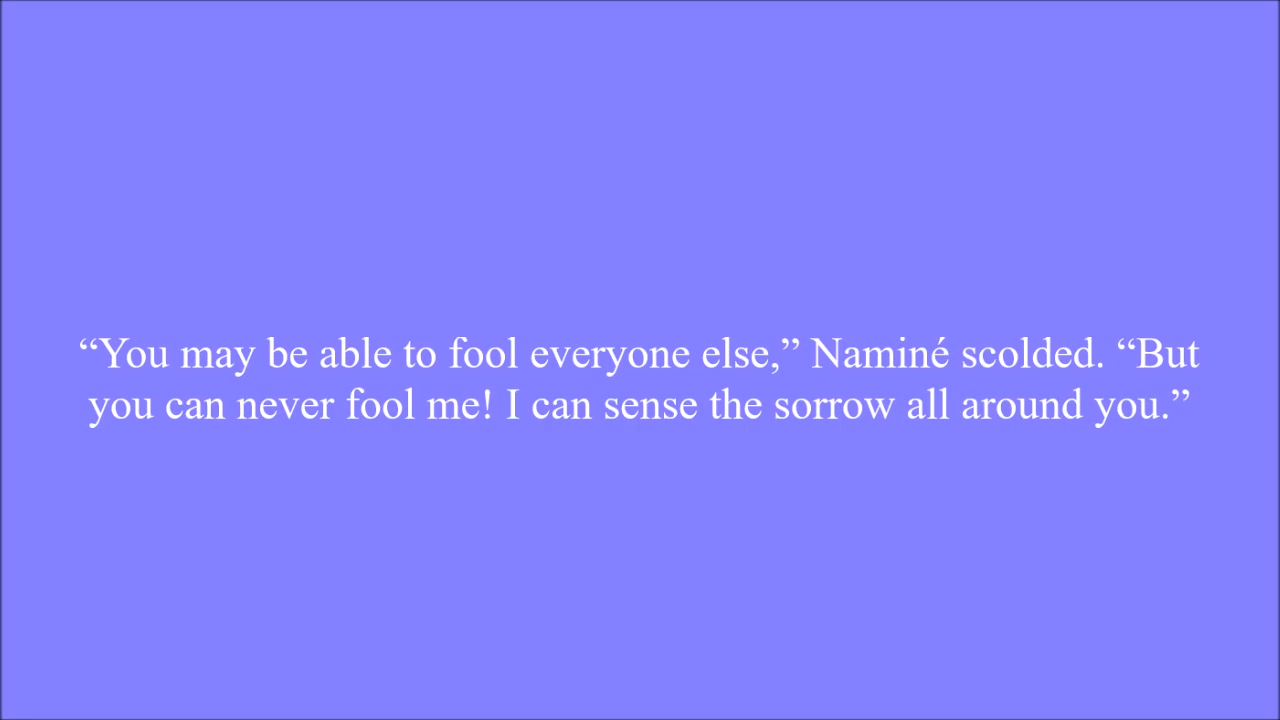 “You may be able to fool everyone else,” Naminé scolded. “But
you can never fool me! I can sense the sorrow all around you.”